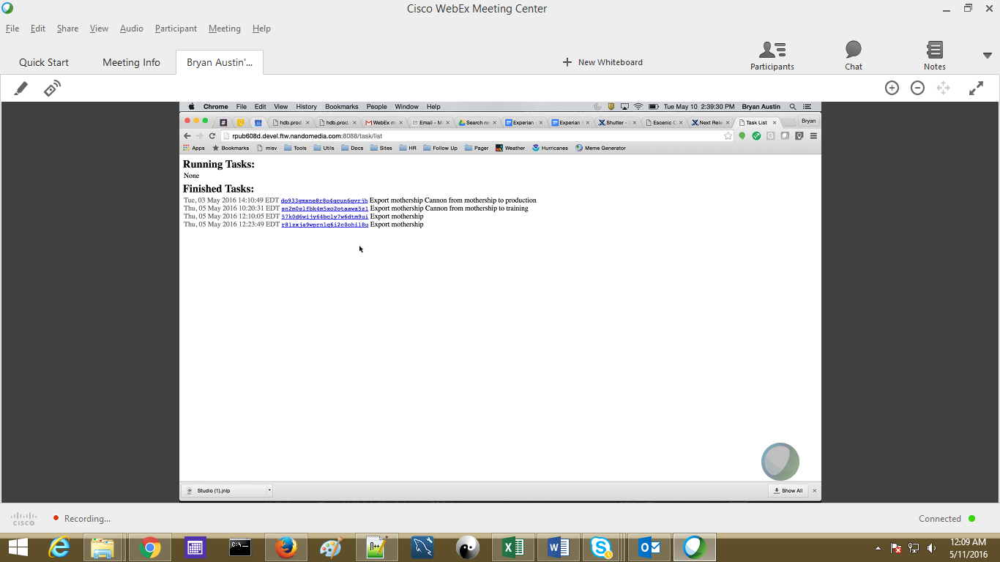 Cisco WebEx Meeting Center
File Edit Share View Audio Participant Meeting Help
Quick Start Meeting Info Bryan Austin'... New Whiteboard Participants Chat Notes
Chrome File Edit View History Bookmarks People Window Help Tue May 10 2:39:30 PM Bryan Austin
hdb.prod hdb.prod WebEx m Email - M Search re Experian Experian Shutter - Escenic C Next Rele Task List Bryan
rpub608d.devel.ftw.nandomedia.com:8088/task/list
Apps Bookmarks misv Tools Utils Docs Sites HR Follow Up Pager Weather Hurricanes Meme Generator
Running Tasks:
None
Finished Tasks:
Tue, 03 May 2016 14:10:49 EDT Export mothership Cannon from mothership to production
Thu, 05 May 2016 10:20:31 EDT Export mothership Cannon from mothership to training
Thu, 05 May 2016 12:10:05 EDT 57k0d6wijy64bcly7w6dtm9ui Export mothership
Thu, 05 May 2016 12:23:49 EDT Export mothership
Studio (1).jnlp Show All
CISCO Recording... Connected
12:09 AM
5/11/2016